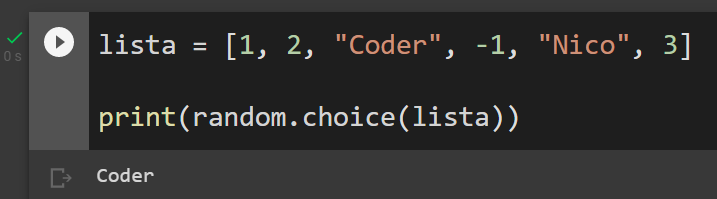 lista = [1, 2, "Coder", -1, "Nico", 3]
0 s
print(random.choice(lista))
Coder